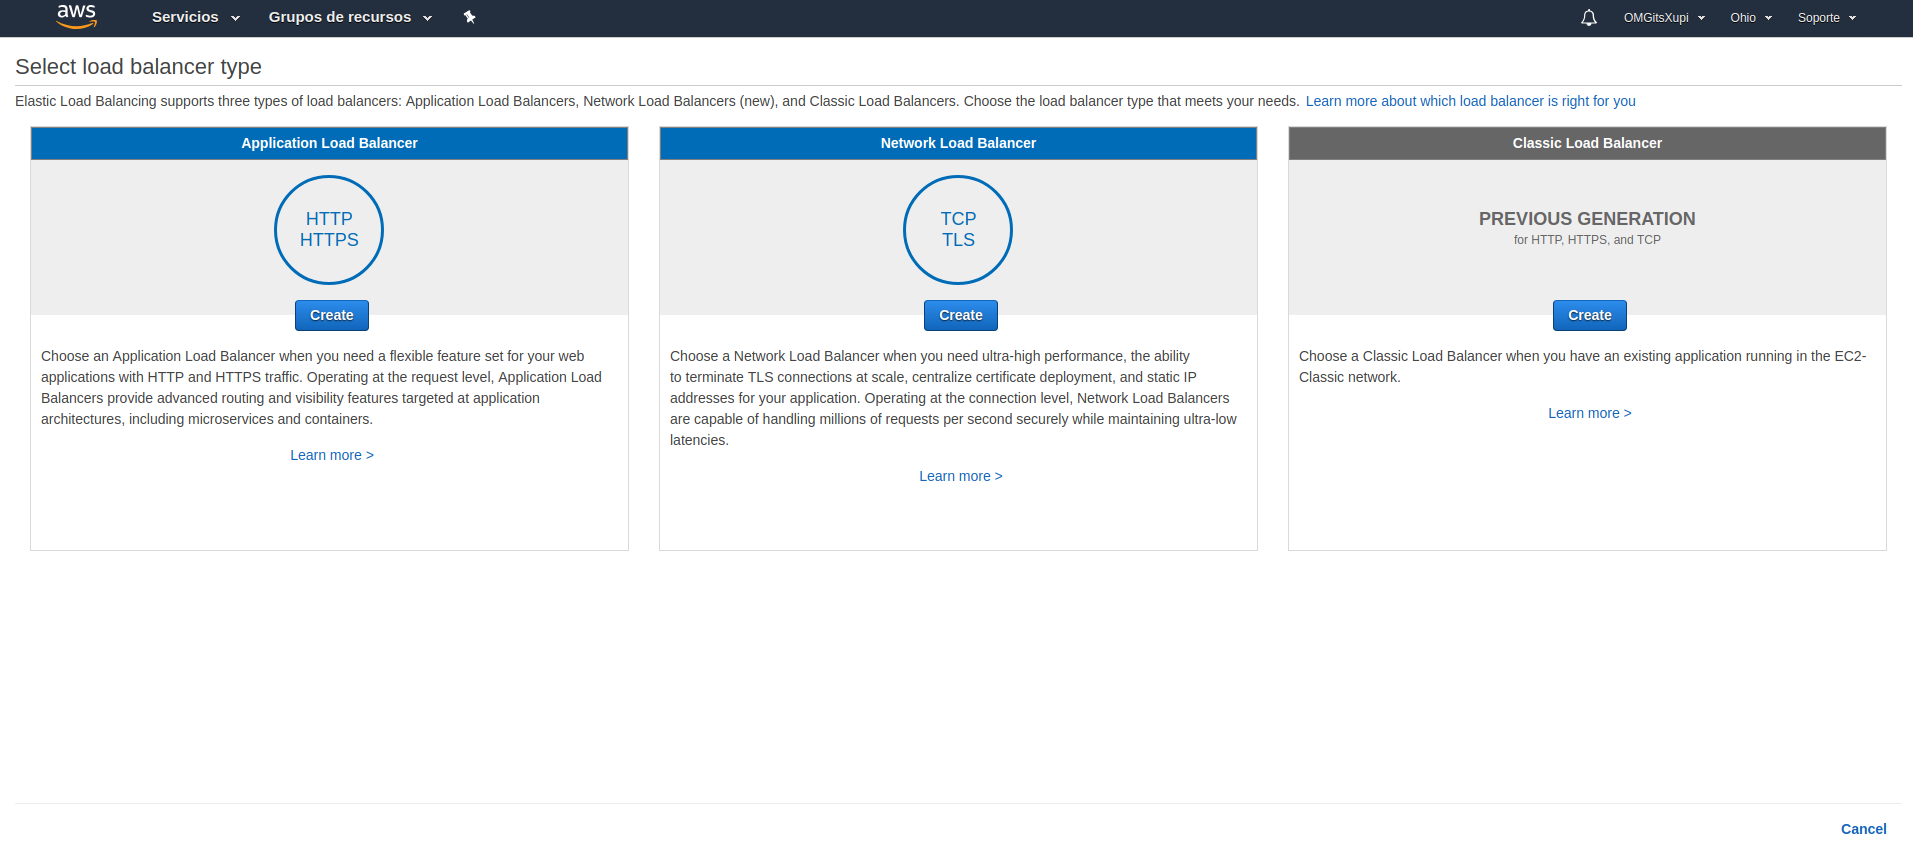 aws Servicios Grupos de recursos OMGitsXupi Ohio Soporte
Select load balancer type
Elastic Load Balancing supports three types of load balancers: Application Load Balancers, Network Load Balancers (new), and Classic Load Balancers. Choose the load balancer type that meets your needs. Learn more about which load balancer is right for you
Application Load Balancer
HTTP
HTTPS
Create
Choose an Application Load Balancer when you need a flexible feature set for your web
applications with HTTP and HTTPS traffic. Operating at the request level, Application Load
Balancers provide advanced routing and visibility features targeted at application
architectures, including microservices and containers.
Learn more >
Network Load Balancer
TCP
TLS
Create
Choose a Network Load Balancer when you need ultra-high performance, the ability
to terminate TLS connections at scale, centralize certificate deployment, and static IP
addresses for your application. Operating at the connection level, Network Load Balancers
are capable of handling millions of requests per second securely while maintaining ultra-low
latencies.
Learn more >
Classic Load Balancer
PREVIOUS GENERATION
for HTTP, HTTPS, and TCP
Create
Choose a Classic Load Balancer when you have an existing application running in the EC2-
Classic network.
Learn more >
Cancel